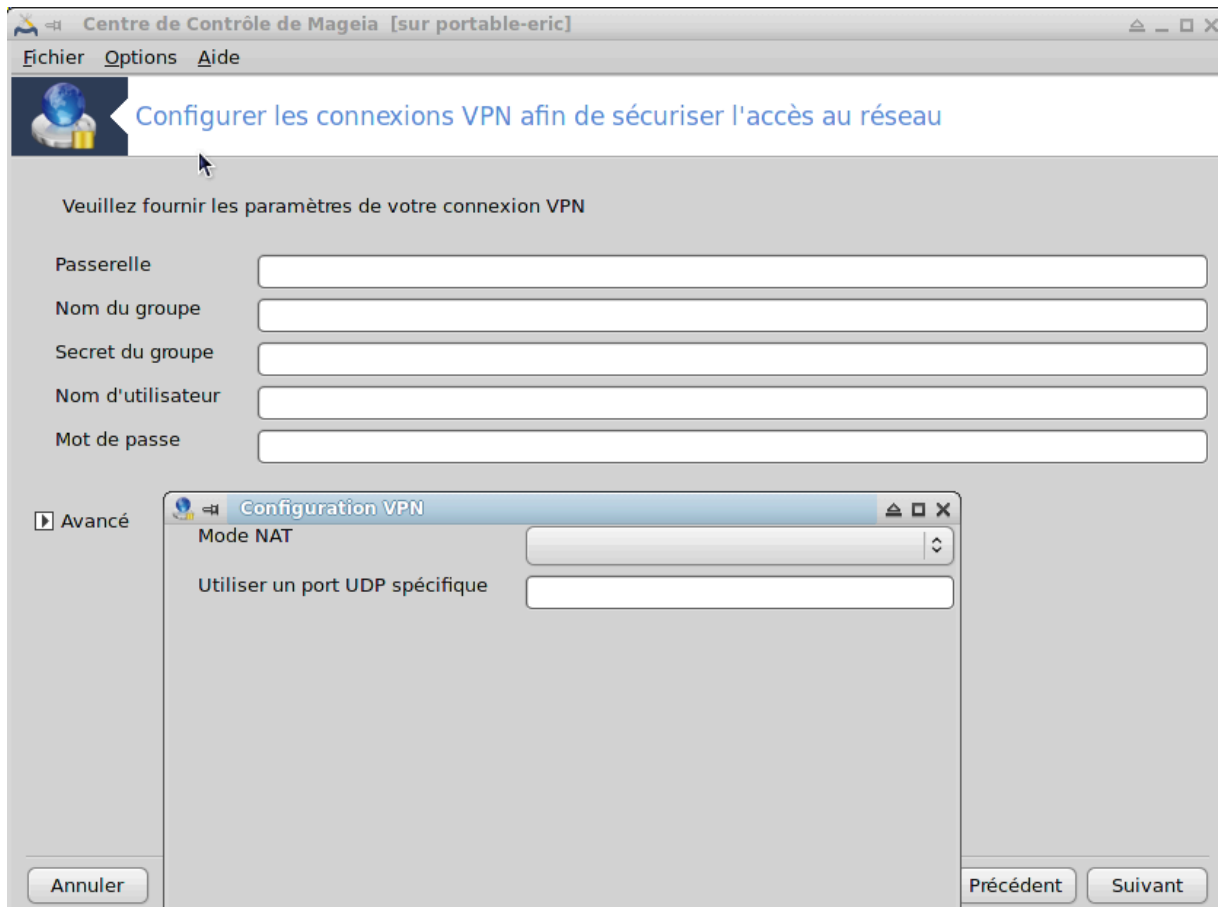 Centre de Contrôle de Mageia [sur portable-eric]
Fichier Options Aide
Configurer les connexions VPN afin de sécuriser l'accès au réseau
Veuillez fournir les paramètres de votre connexion VPN
Passerelle
Nom du groupe
Secret du groupe
Nom d'utilisateur
Mot de passe
Avancé
Configuration VPN
Mode NAT
Utiliser un port UDP spécifique
Annuler
Précédent
Suivant